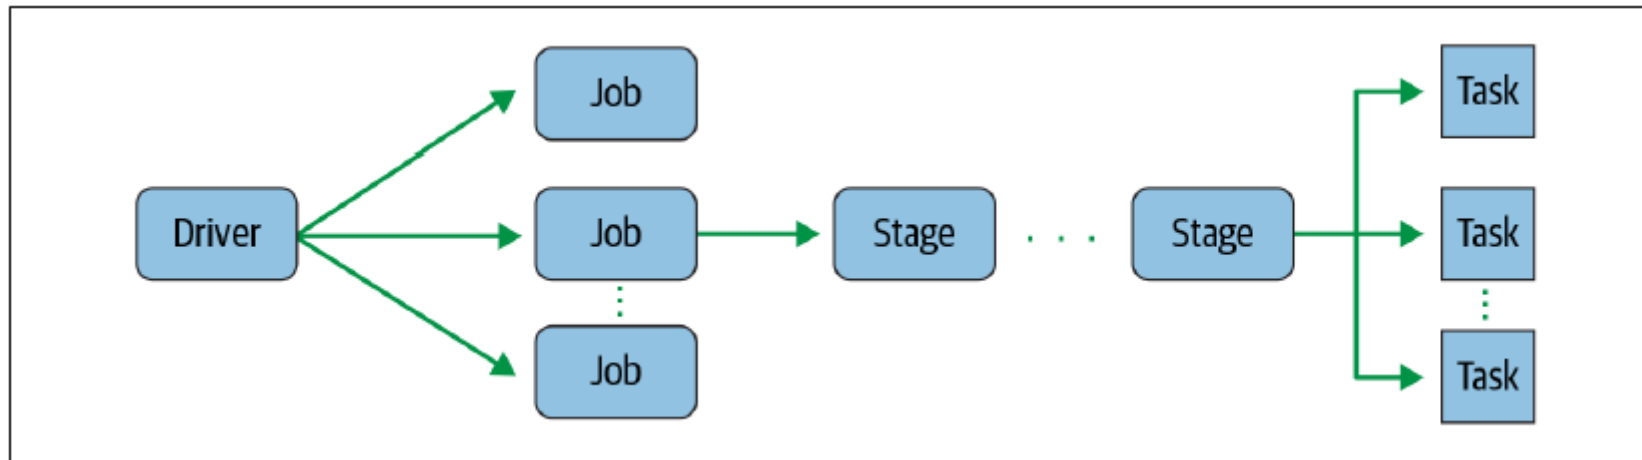 Job
Task
Driver
Job
Stage
Stage
Task
Job
Task